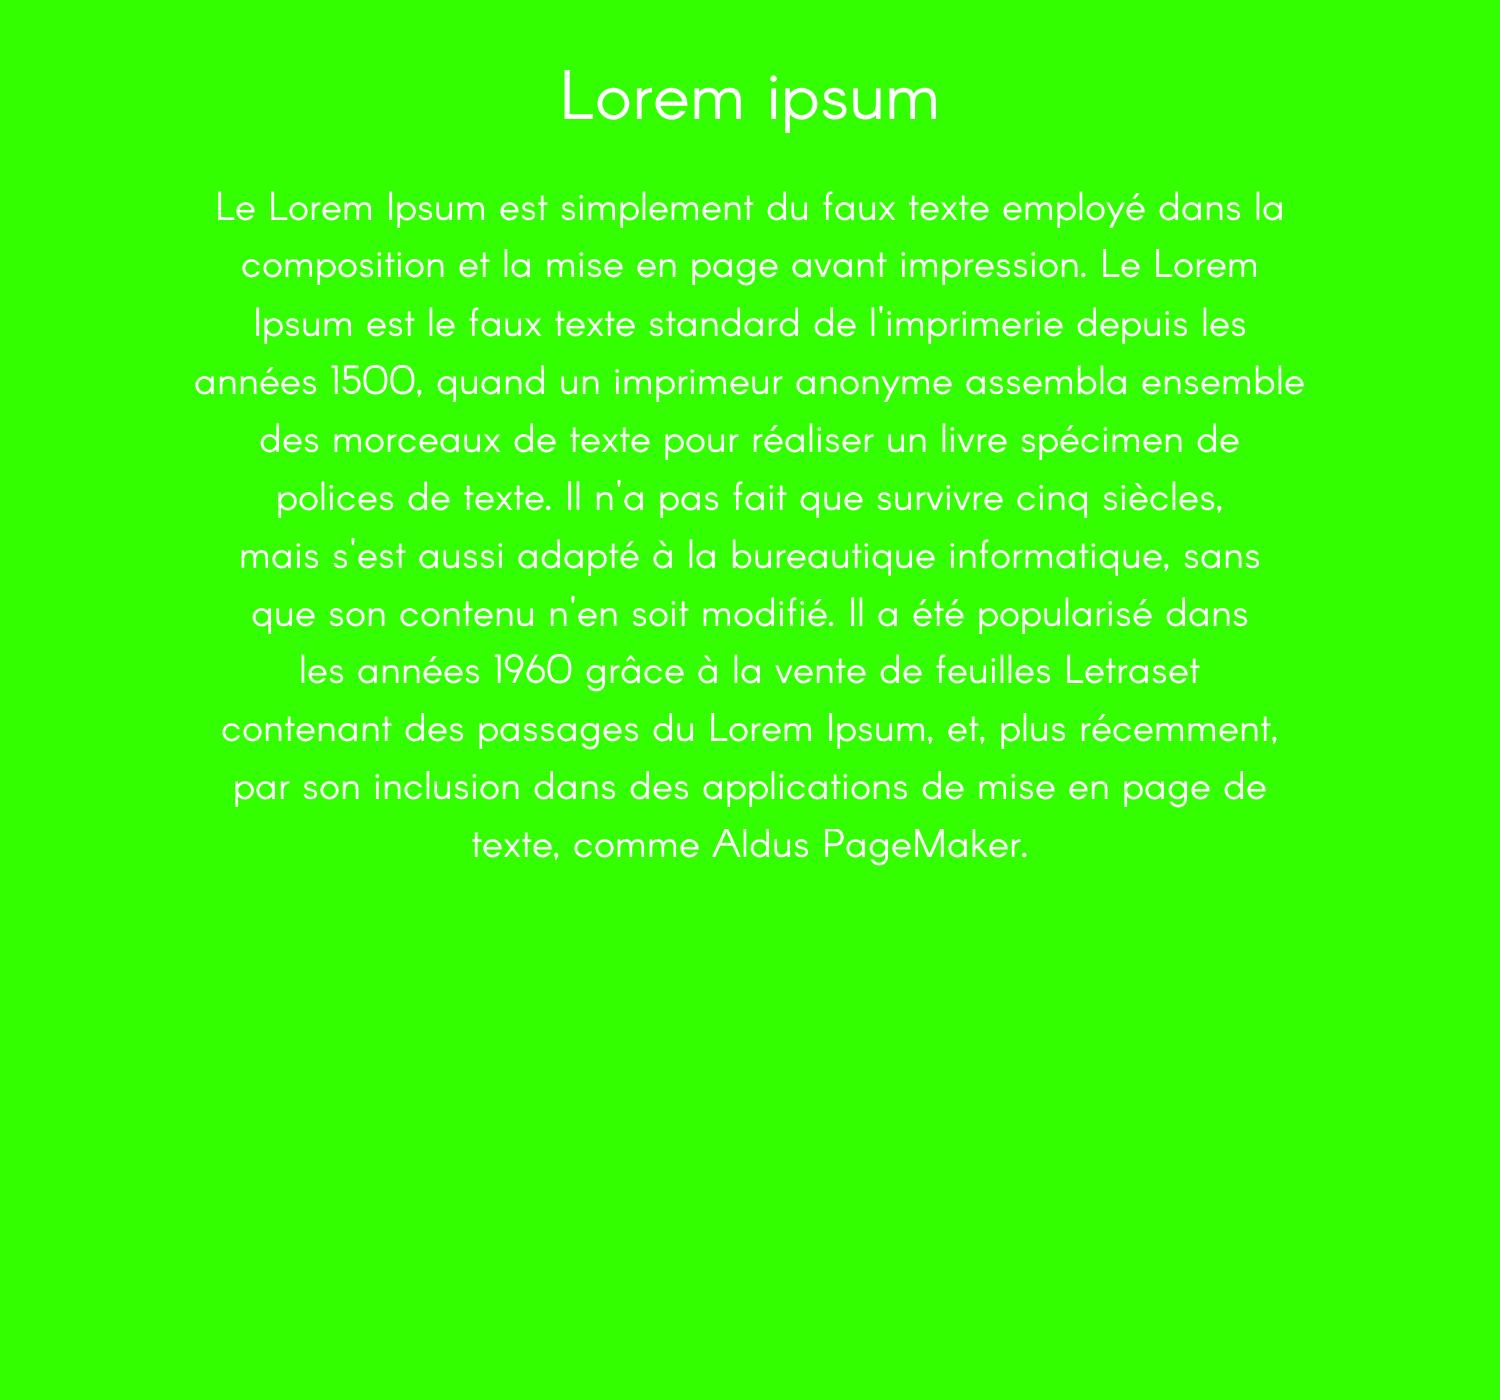 Lorem ipsum
Le Lorem Ipsum est simplement du faux texte employé dans la
composition et la mise en page avant impression. Le Lorem
Ipsum est le faux texte standard de l'imprimerie depuis les
années 1500, quand un imprimeur anonyme assembla ensemble
des morceaux de texte pour réaliser un livre spécimen de
polices de texte. Il n'a pas fait que survivre cinq siècles,
mais s'est aussi adapté à la bureautique informatique, sans
que son contenu n'en soit modifié. Il a été popularisé dans
les années 1960 grâce à la vente de feuilles Letraset
contenant des passages du Lorem Ipsum, et, plus récemment,
par son inclusion dans des applications de mise en page de
texte, comme Aldus PageMaker.